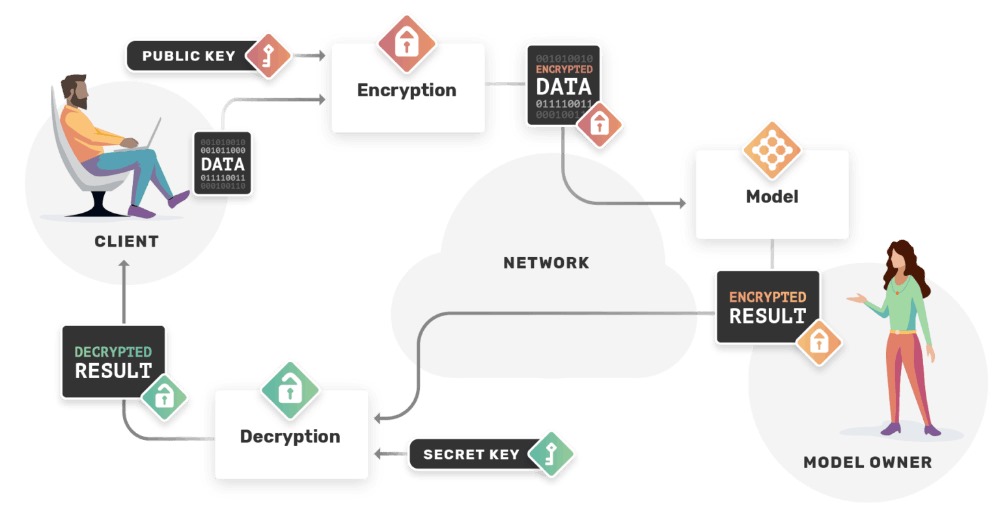 PUBLIC KEY
Encryption
001010010
ENCRYPTED
DATA
011110011
00010011
001010010
001011000
DATA
011110011
000100110
Model
CLIENT
NETWORK
ENCRYPTED
RESULT
DECRYPTED
RESULT
Decryption
SECRET KEY
MODEL OWNER